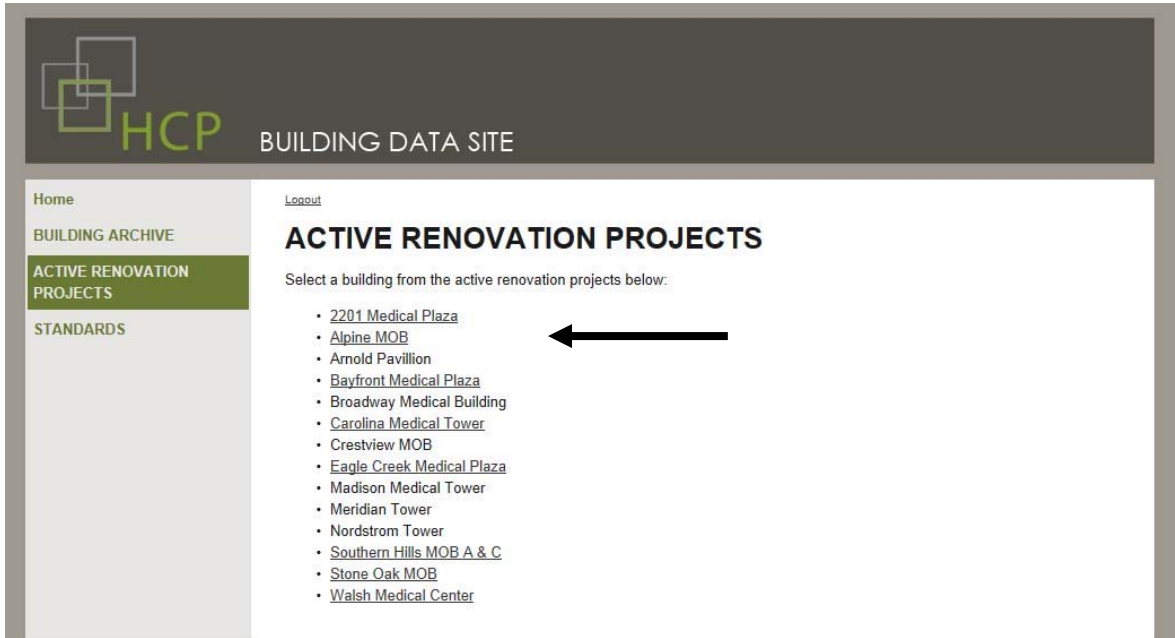 HCP
BUILDING DATA SITE
Home
BUILDING ARCHIVE
ACTIVE RENOVATION
PROJECTS
STANDARDS
Logout
ACTIVE RENOVATION PROJECTS
Select a building from the active renovation projects below:
• 2201 Medical Plaza
• Alpine MOB
• Arnold Pavillion
• Bayfront Medical Plaza
• Broadway Medical Building
• Carolina Medical Tower
• Crestview MOB
• Eagle Creek Medical Plaza
• Madison Medical Tower
• Meridian Tower
• Nordstrom Tower
• Southern Hills MOB A & C
• Stone Oak MOB
• Walsh Medical Center